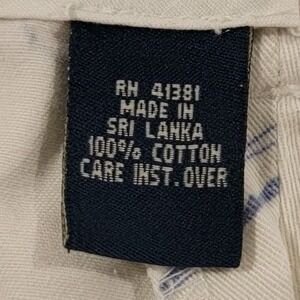 RN 41381
MADE IN
SRI LANKA
100% COTTON
CARE INST. OVER